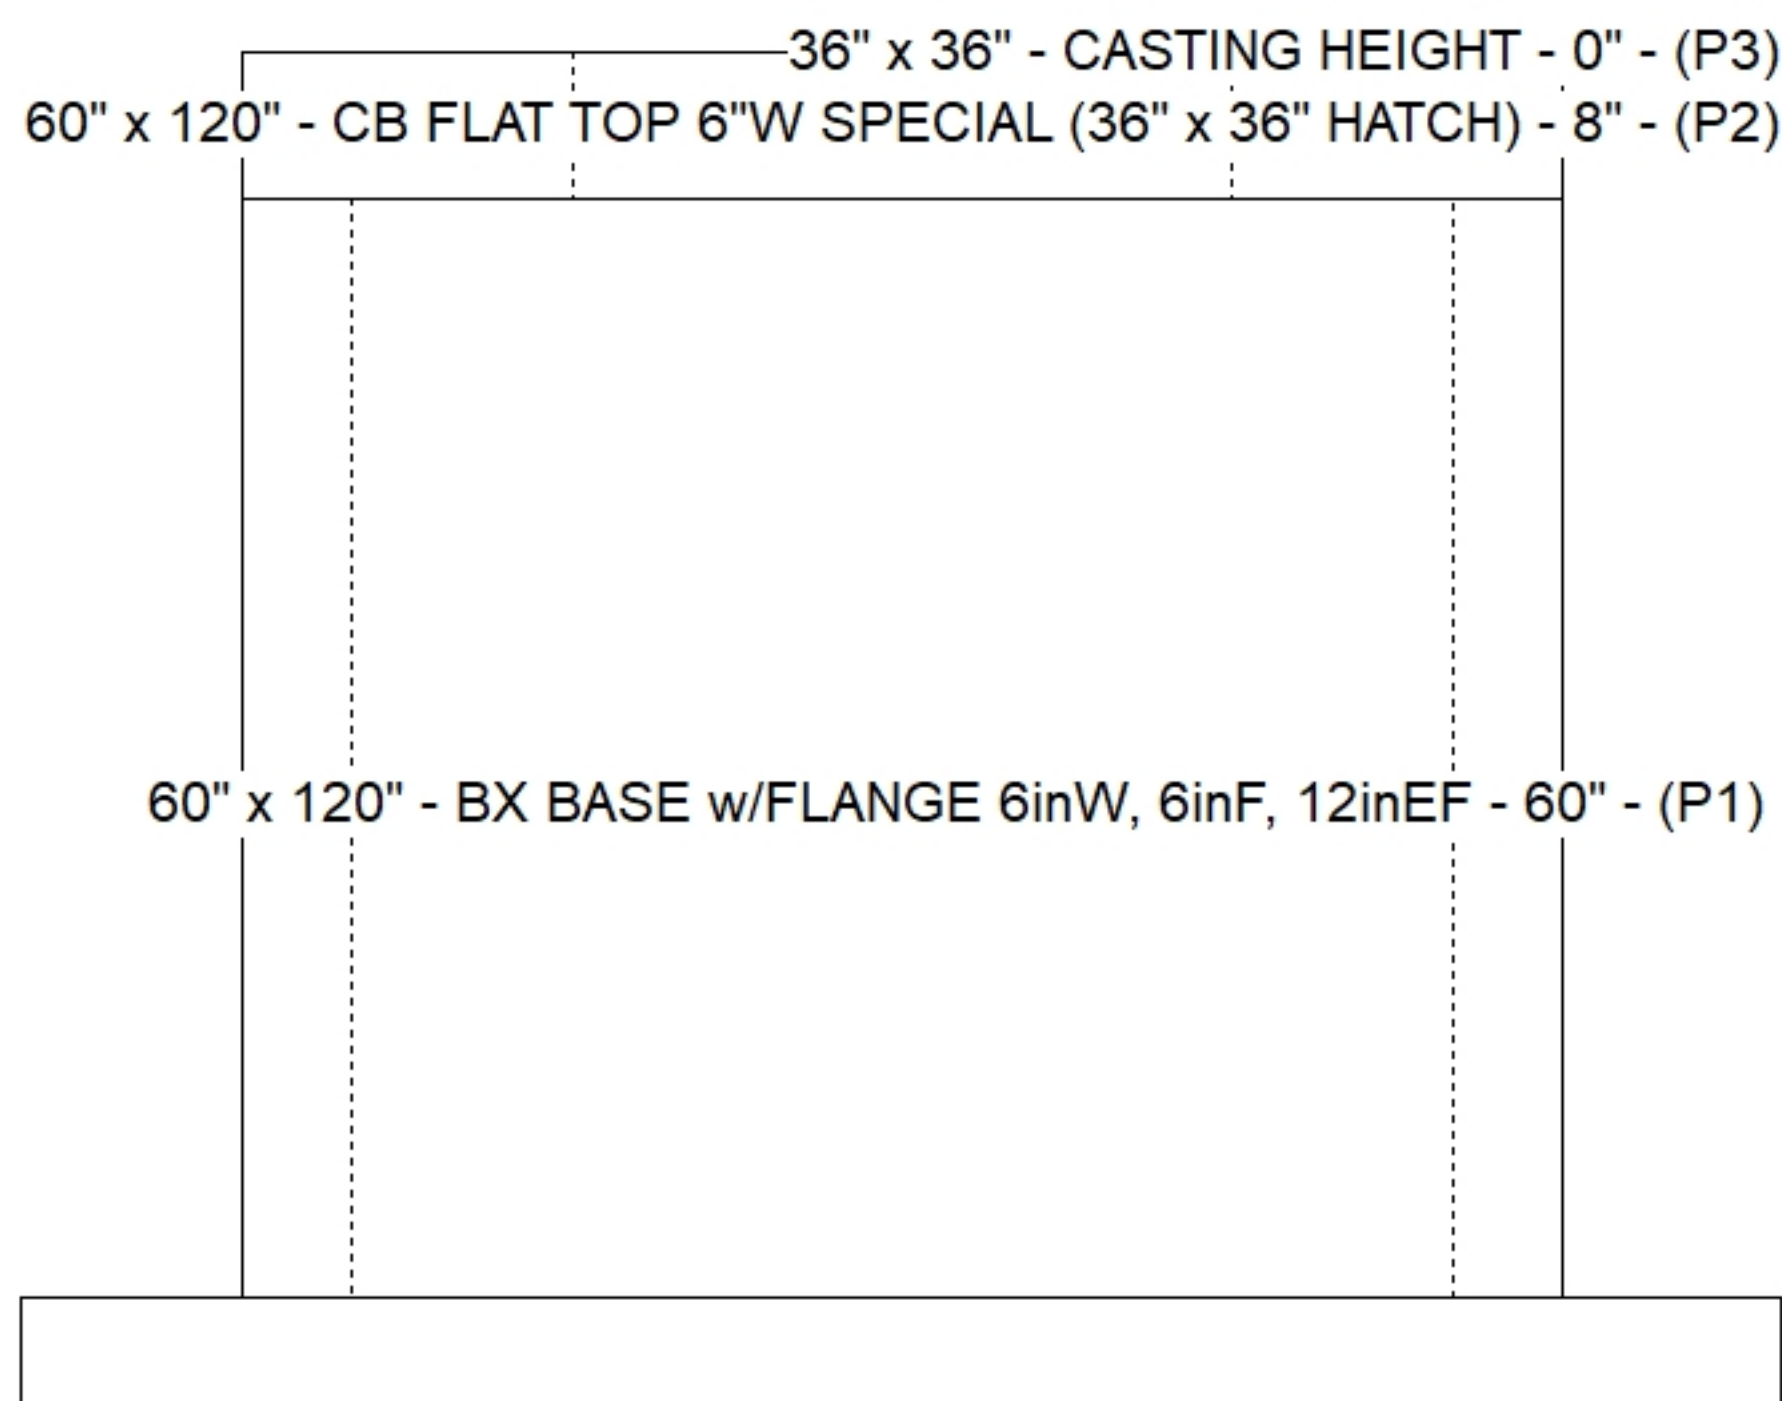 36" x 36" - CASTING HEIGHT - 0" - (P3)
60" x 120" - CB FLAT TOP 6"W SPECIAL (36" x 36" HATCH) - 8" - (P2)
60" x 120" - BX BASE w/FLANGE 6inW, 6inF, 12inEF - 60" - (P1)